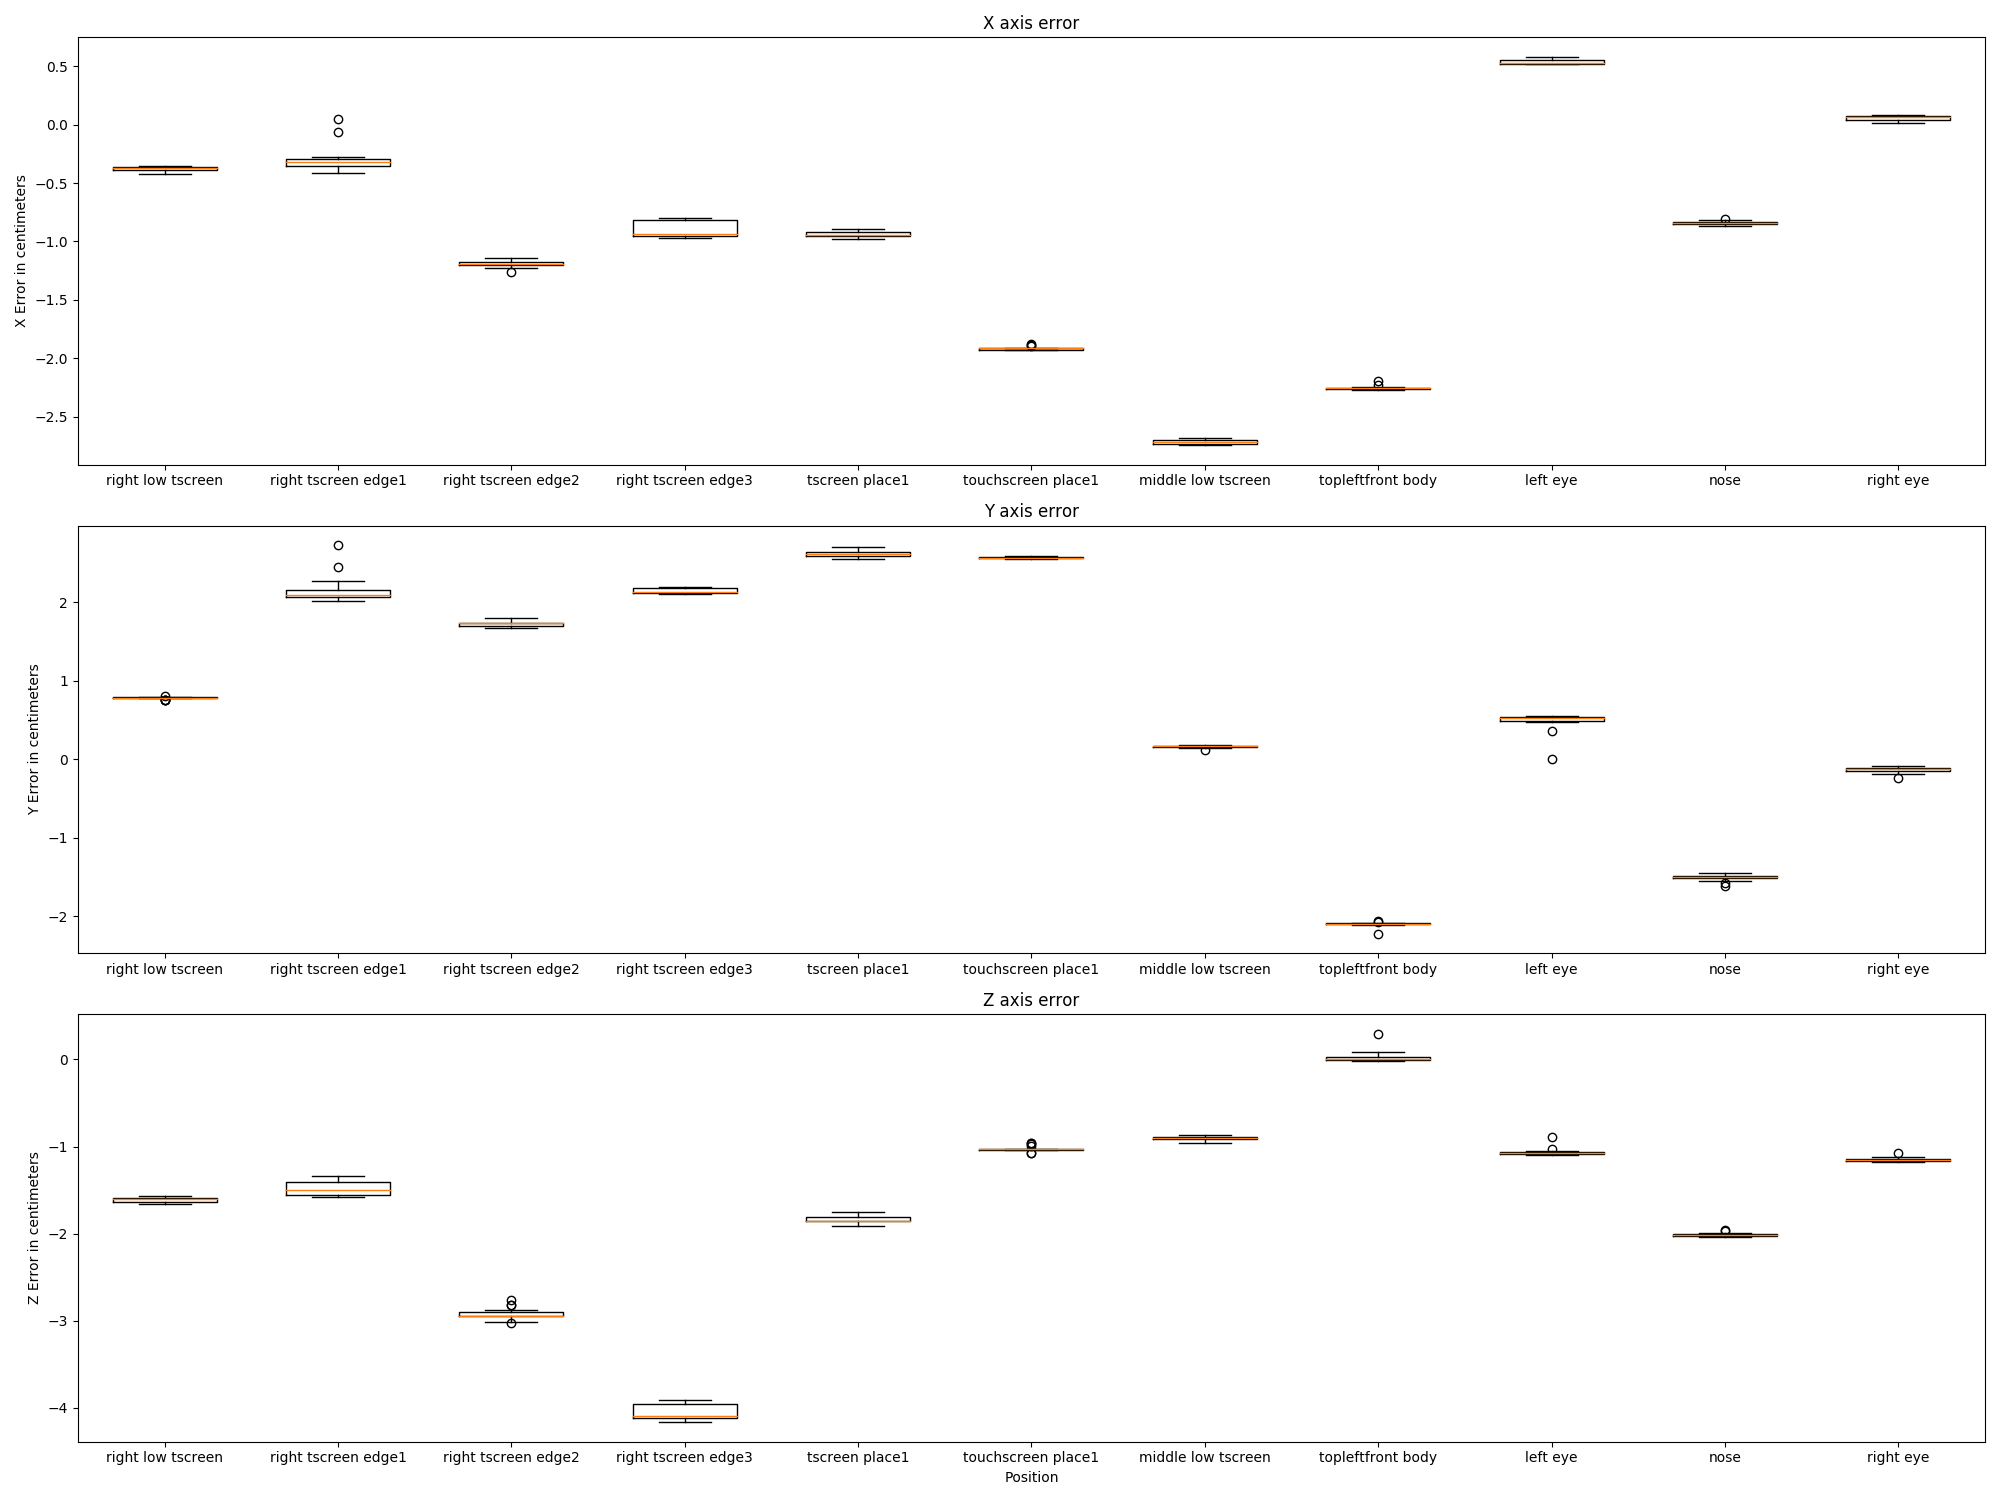 X axis error
0.5
0.0
−0.5
−1.0
−1.5
−2.0
−2.5
X Error in centimeters
right low tscreen right tscreen edge1 right tscreen edge2 right tscreen edge3 tscreen place1 touchscreen place1 middle low tscreen topleftfront body left eye nose right eye
Y axis error
2
1
0
−1
−2
Y Error in centimeters
right low tscreen right tscreen edge1 right tscreen edge2 right tscreen edge3 tscreen place1 touchscreen place1 middle low tscreen topleftfront body left eye nose right eye
Z axis error
0
−1
−2
−3
−4
Z Error in centimeters
right low tscreen right tscreen edge1 right tscreen edge2 right tscreen edge3 tscreen place1 touchscreen place1 middle low tscreen topleftfront body left eye nose right eye
Position